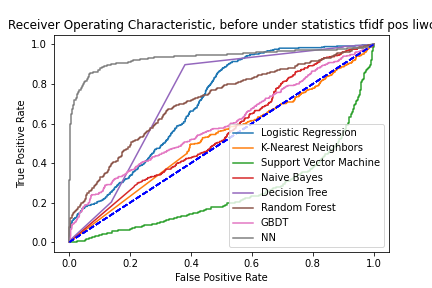 Receiver Operating Characteristic, before under statistics tfidf pos liwc
1.0
0.8
0.6
0.4
0.2
0.0
True Positive Rate
Logistic Regression
K-Nearest Neighbors
Support Vector Machine
Naive Bayes
Decision Tree
Random Forest
GBDT
NN
0.0 0.2 0.4 0.6 0.8 1.0
False Positive Rate